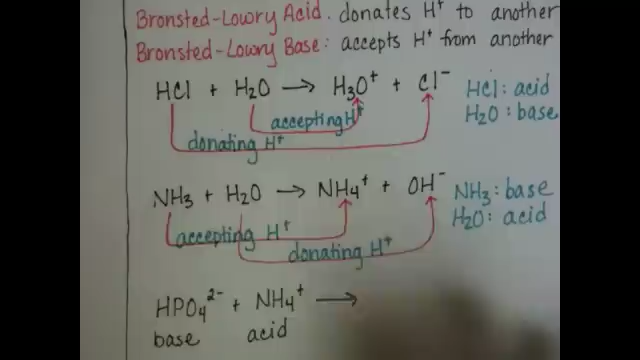 Bronsted-Lowry Acid. donates H⁺ to another
Bronsted-Lowry Base: accepts H⁺ from another
HCl + H₂O → H₃O⁺ + Cl⁻
HCl: acid
H₂O: base
accepting H⁺
donating H⁺
NH₃ + H₂O → NH₄⁺ + OH⁻
NH₃: base
H₂O: acid
accepting H⁺
donating H⁺
HPO₄²⁻ + NH₄⁺ →
base acid